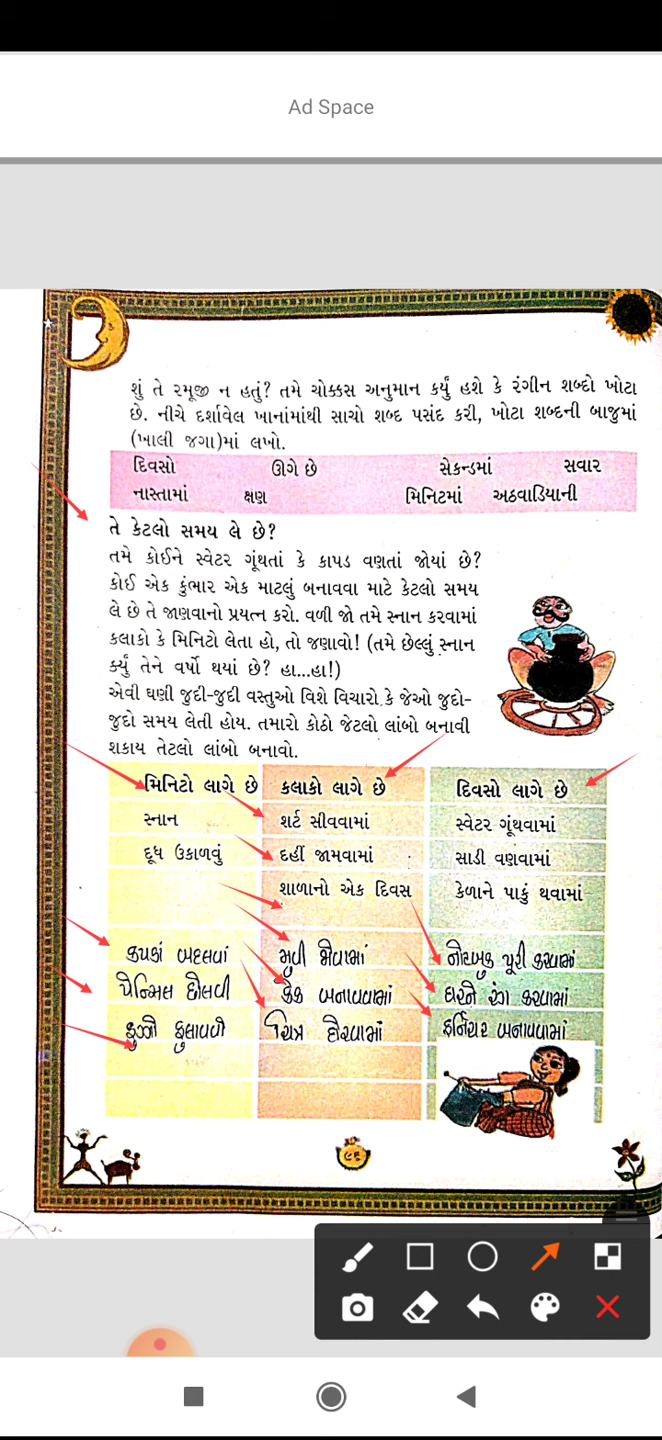 Ad Space
શું તે રમૂજી ન હતું? તમે ચોક્કસ અનુમાન કર્યું હશે કે રંગીન શબ્દો ખોટા
છે. નીચે દર્શાવેલ ખાનાંમાંથી સાચો શબ્દ પસંદ કરી, ખોટા શબ્દની બાજુમાં
(ખાલી જગા)માં લખો.
દિવસો ઊગે છે સેકન્ડમાં સવાર
નાસ્તામાં ક્ષણ મિનિટમાં અઠવાડિયાની
તે કેટલો સમય લે છે?
તમે કોઈને સ્વેટર ગૂંથતાં કે કાપડ વણતાં જોયાં છે?
કોઈ એક કુંભાર એક માટલું બનાવવા માટે કેટલો સમય
લે છે તે જાણવાનો પ્રયત્ન કરો. વળી જો તમે સ્નાન કરવામાં
કલાકો કે મિનિટો લેતા હો, તો જણાવો! (તમે છેલ્લું સ્નાન
ર્ક્યું તેને વર્ષો થયાં છે? હા...હા!)
એવી ઘણી જુદી-જુદી વસ્તુઓ વિશે વિચારો કે જેઓ જુદો-
જુદો સમય લેતી હોય. તમારો કોઠો જેટલો લાંબો બનાવી
શકાય તેટલો લાંબો બનાવો.
મિનિટો લાગે છે કલાકો લાગે છે દિવસો લાગે છે
સ્નાન શર્ટ સીવવામાં સ્વેટર ગૂંથવામાં
દૂધ ઉકાળવું દહીં જામવામાં સાડી વણવામાં
શાળાનો એક દિવસ કેળાને પાકું થવામાં
કપકાં બદલવાં મુવી જોવામાં નોટબુક પૂરી કરવામાં
પેન્સિલ છોલવી કેક બનાવવામાં ઘરને રંગ કરવામાં
ફુગ્ગો ફુલાવવો ચિત્ર દોરવામાં ફર્નિચર બનાવવામાં
૯૬